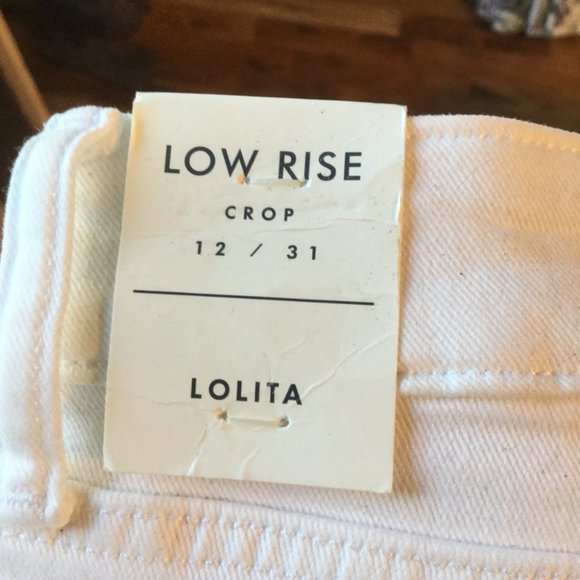 LOW RISE
CROP
12 / 31
LOLITA